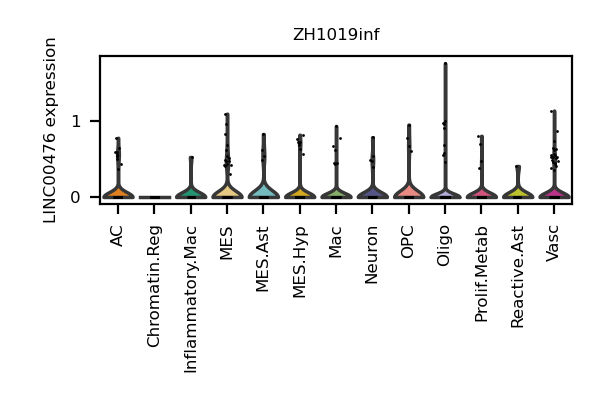 ZH1019inf
LINC00476 expression
1
0
AC
Chromatin.Reg
Inflammatory.Mac
MES
MES.Ast
MES.Hyp
Mac
Neuron
OPC
Oligo
Prolif.Metab
Reactive.Ast
Vasc